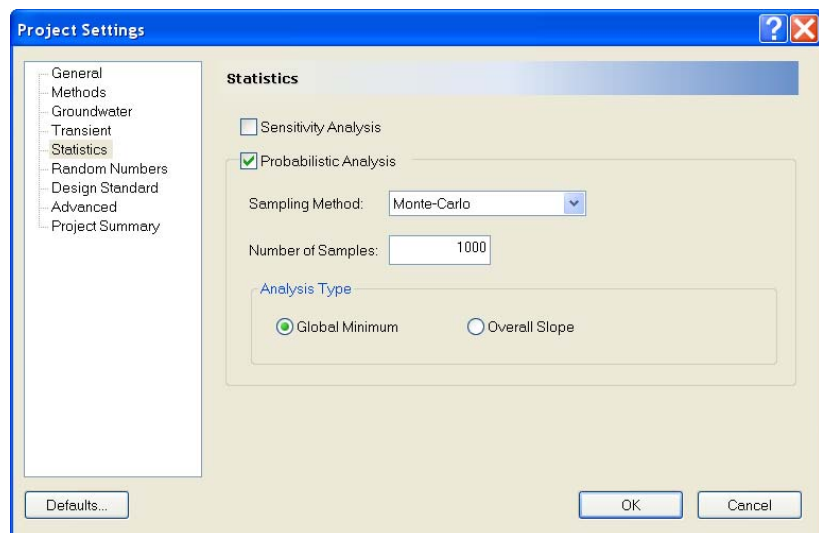 Project Settings
General
Methods
Groundwater
Transient
Statistics
Random Numbers
Design Standard
Advanced
Project Summary
Statistics
Sensitivity Analysis
Probabilistic Analysis
Sampling Method: Monte-Carlo
Number of Samples: 1000
Analysis Type
Global Minimum Overall Slope
Defaults... OK Cancel